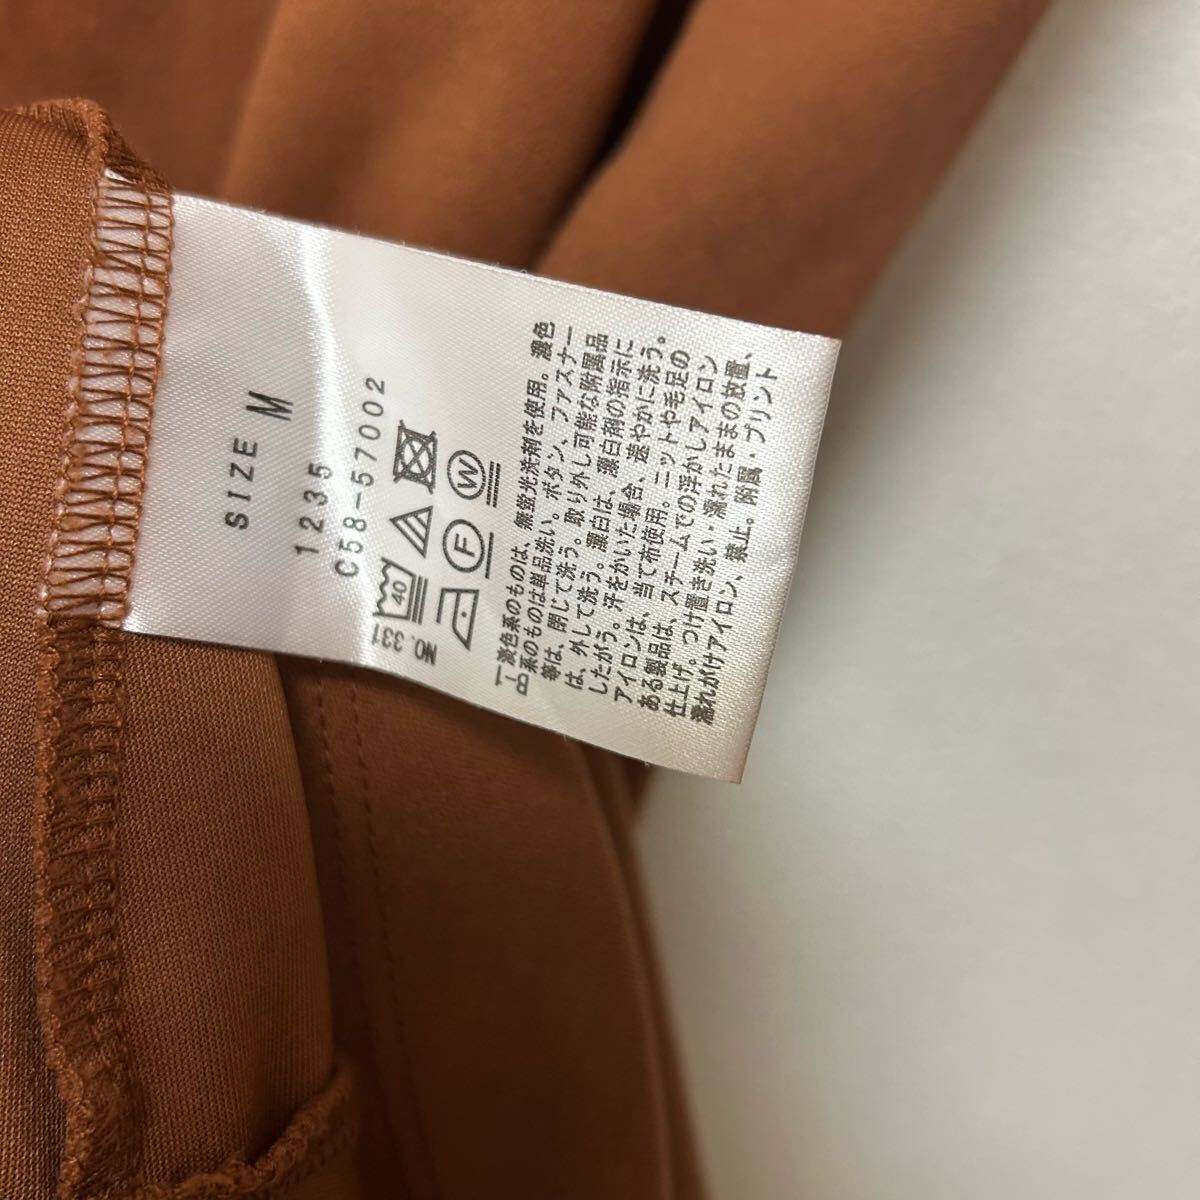 SIZE M
1235
C58-57002
40
F
W
NO.331
淡色系のものは、無蛍光洗剤を使用。濃色
系のものは単品洗い。ボタン、ファスナー
等は、閉じて洗う。取り外し可能な附属品
は、外して洗う。漂白は、漂白剤の指示に
したがう。汗をかいた場合、速やかに洗う。
アイロンは、当て布使用。ニットや毛足の
ある製品は、スチームでの浮かしアイロン
仕上げ。つけ置き洗い・濡れたままの放置、
濡れがけアイロン、禁止。附属・プリント